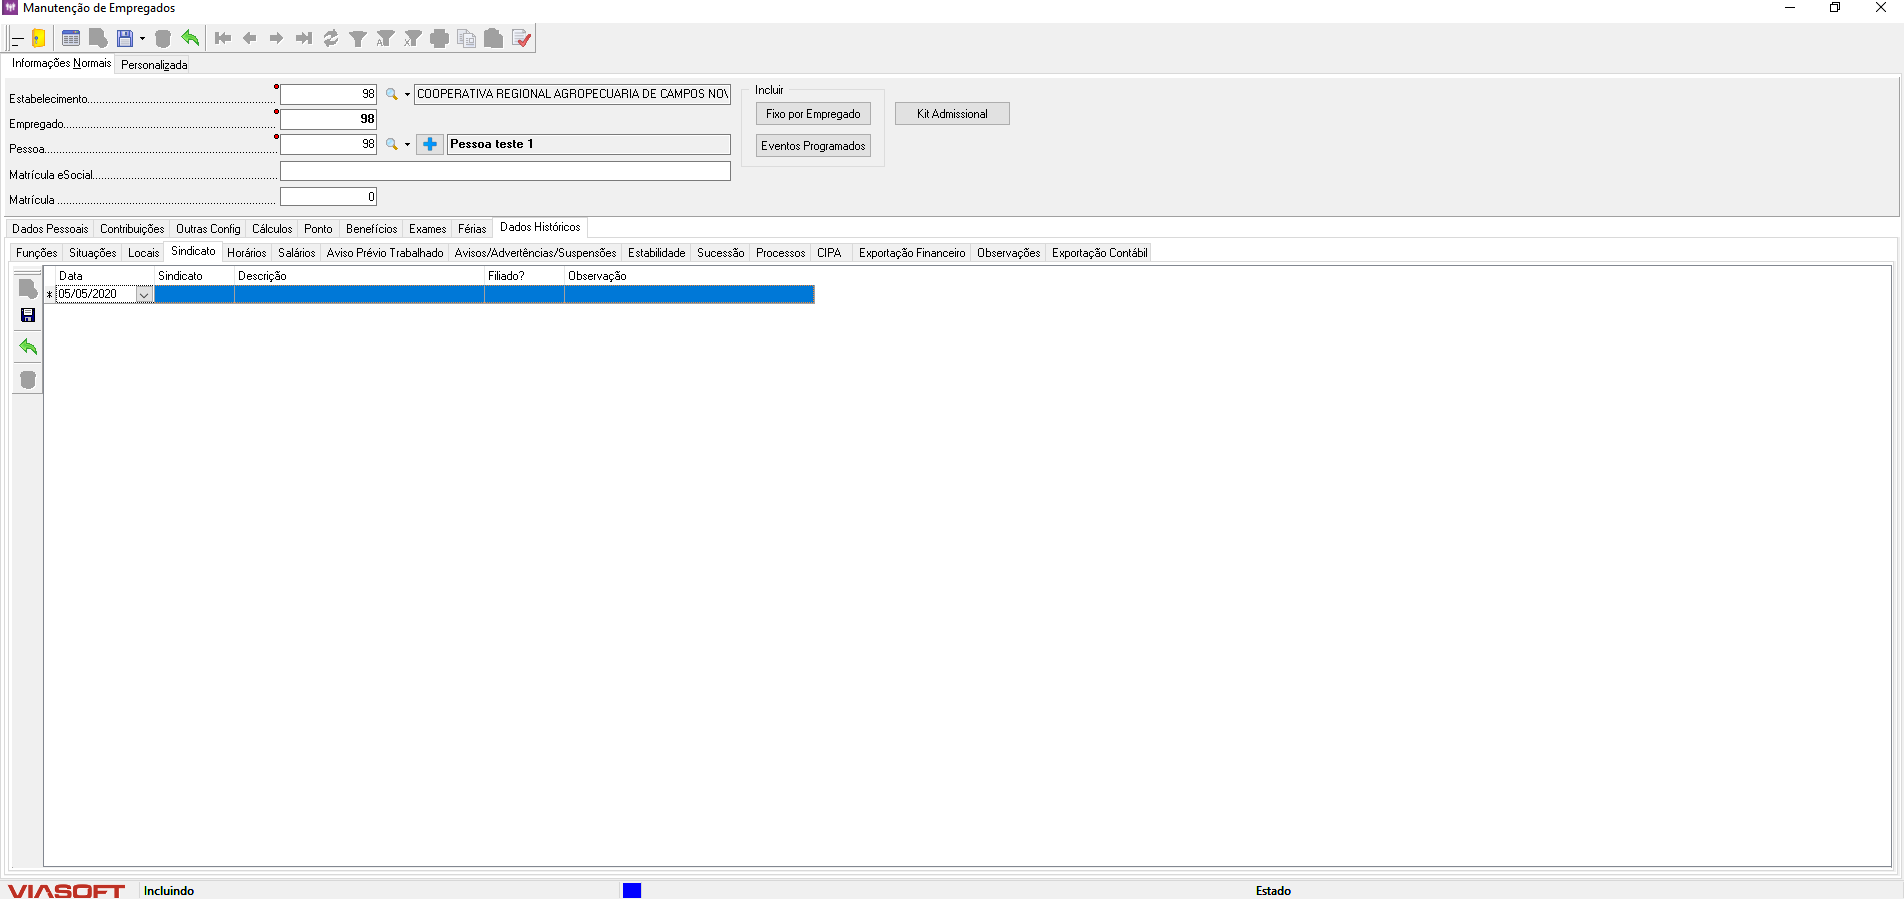 Manutenção de Empregados
Informações Normais Personalizada
Estabelecimento 98 COOPERATIVA REGIONAL AGROPECUARIA DE CAMPOS NOV
Empregado 98
Pessoa 98 Pessoa teste 1
Matrícula eSocial
Matrícula 0
Incluir
Fixo por Empregado Kit Admissional
Eventos Programados
Dados Pessoais Contribuições Outras Config Cálculos Ponto Benefícios Exames Férias Dados Históricos
Funções Situações Locais Sindicato Horários Salários Aviso Prévio Trabalhado Avisos/Advertências/Suspensões Estabilidade Sucessão Processos CIPA Exportação Financeiro Observações Exportação Contábil
Data Sindicato Descrição Filiado? Observação
* 05/05/2020
VIASOFT Incluindo Estado